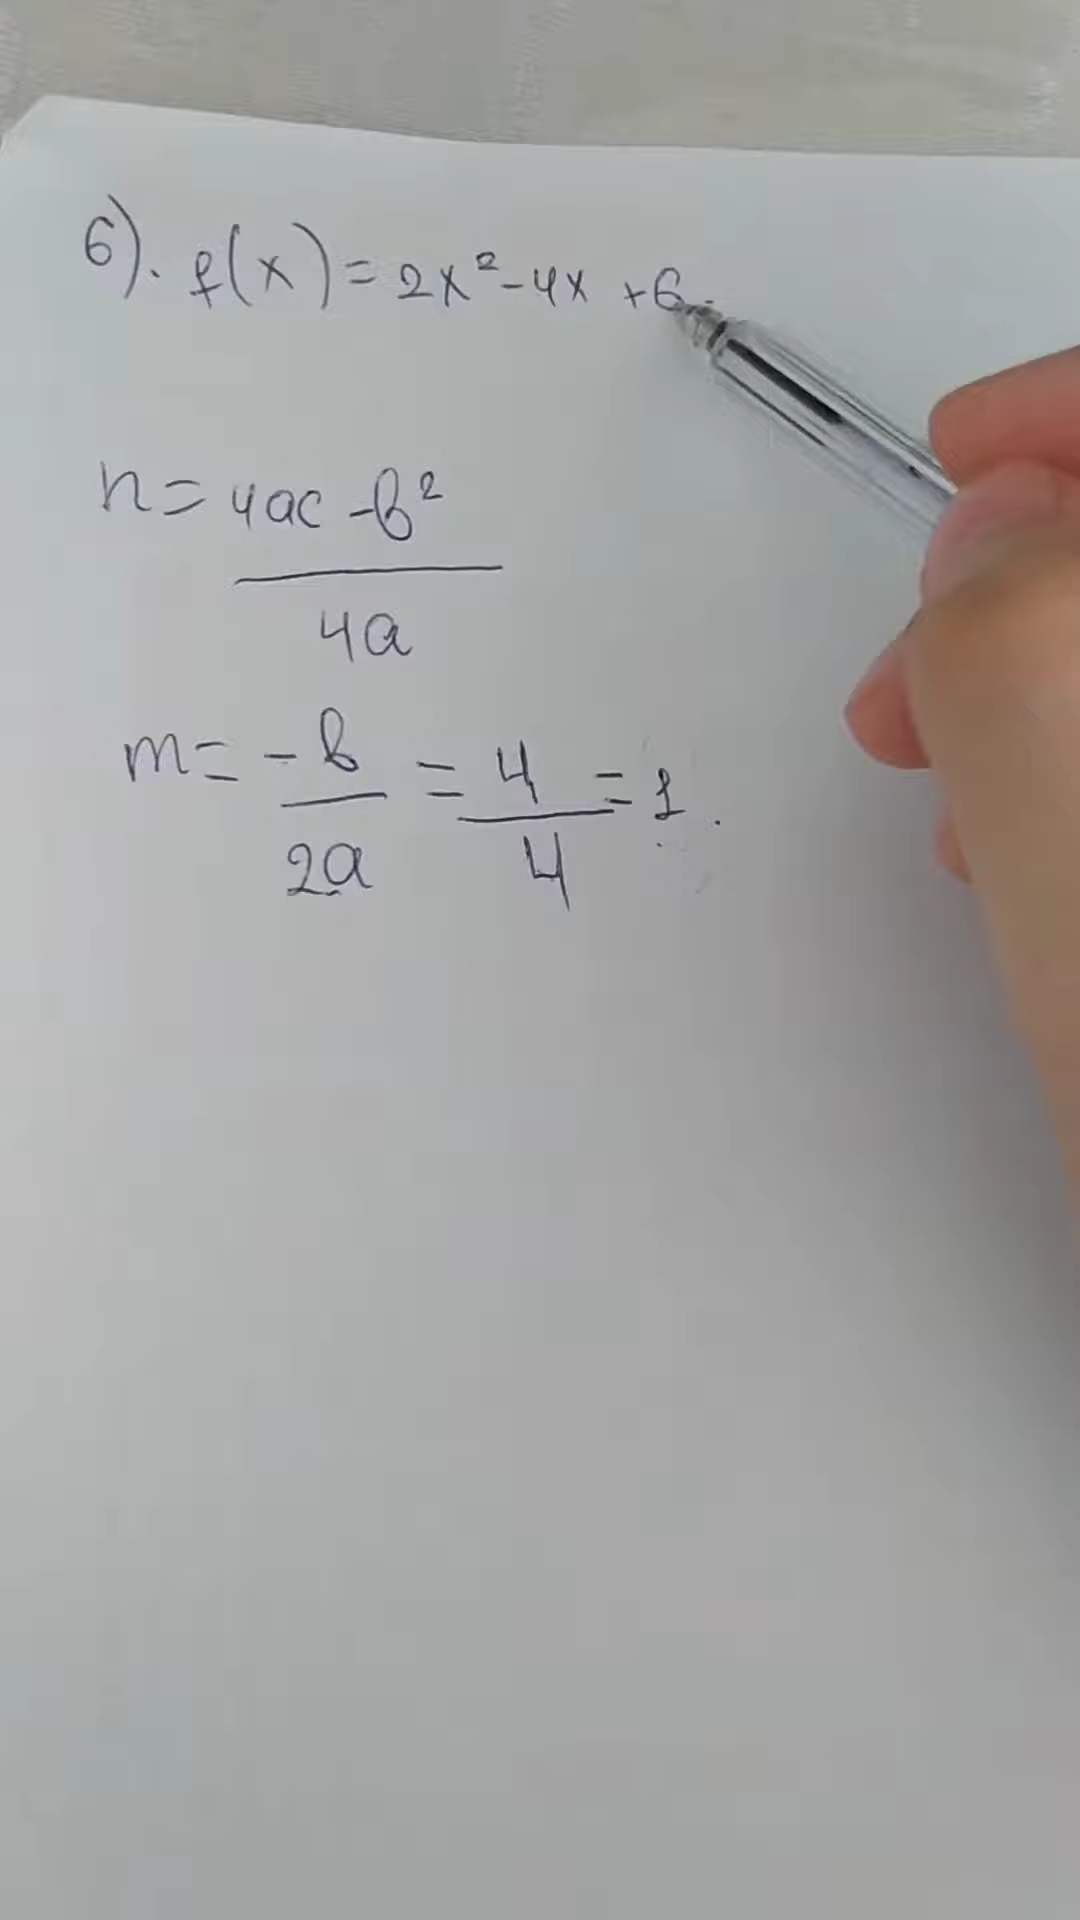 6). f(x) = 2x² - 4x + 6.
n = (4ac - b²) / 4a
m = -b / 2a = 4 / 4 = 1.